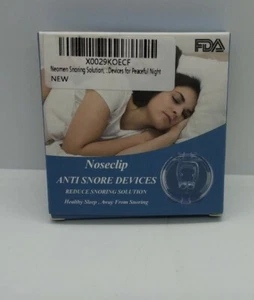 FDA
X0029KOECF
Neomen Snoring Solution, ...Devices for Peaceful Night
NEW
Noseclip
ANTI SNORE DEVICES
REDUCE SNORING SOLUTION
Healthy Sleep , Away From Snoring